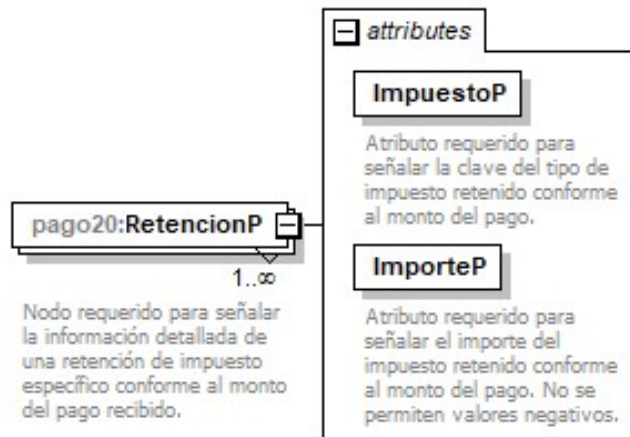 attributes
ImpuestoP
Atributo requerido para
señalar la clave del tipo de
impuesto retenido conforme
al monto del pago.
pago20:RetencionP
1..∞
Nodo requerido para señalar
la información detallada de
una retención de impuesto
específico conforme al monto
del pago recibido.
ImporteP
Atributo requerido para
señalar el importe del
impuesto retenido conforme
al monto del pago. No se
permiten valores negativos.